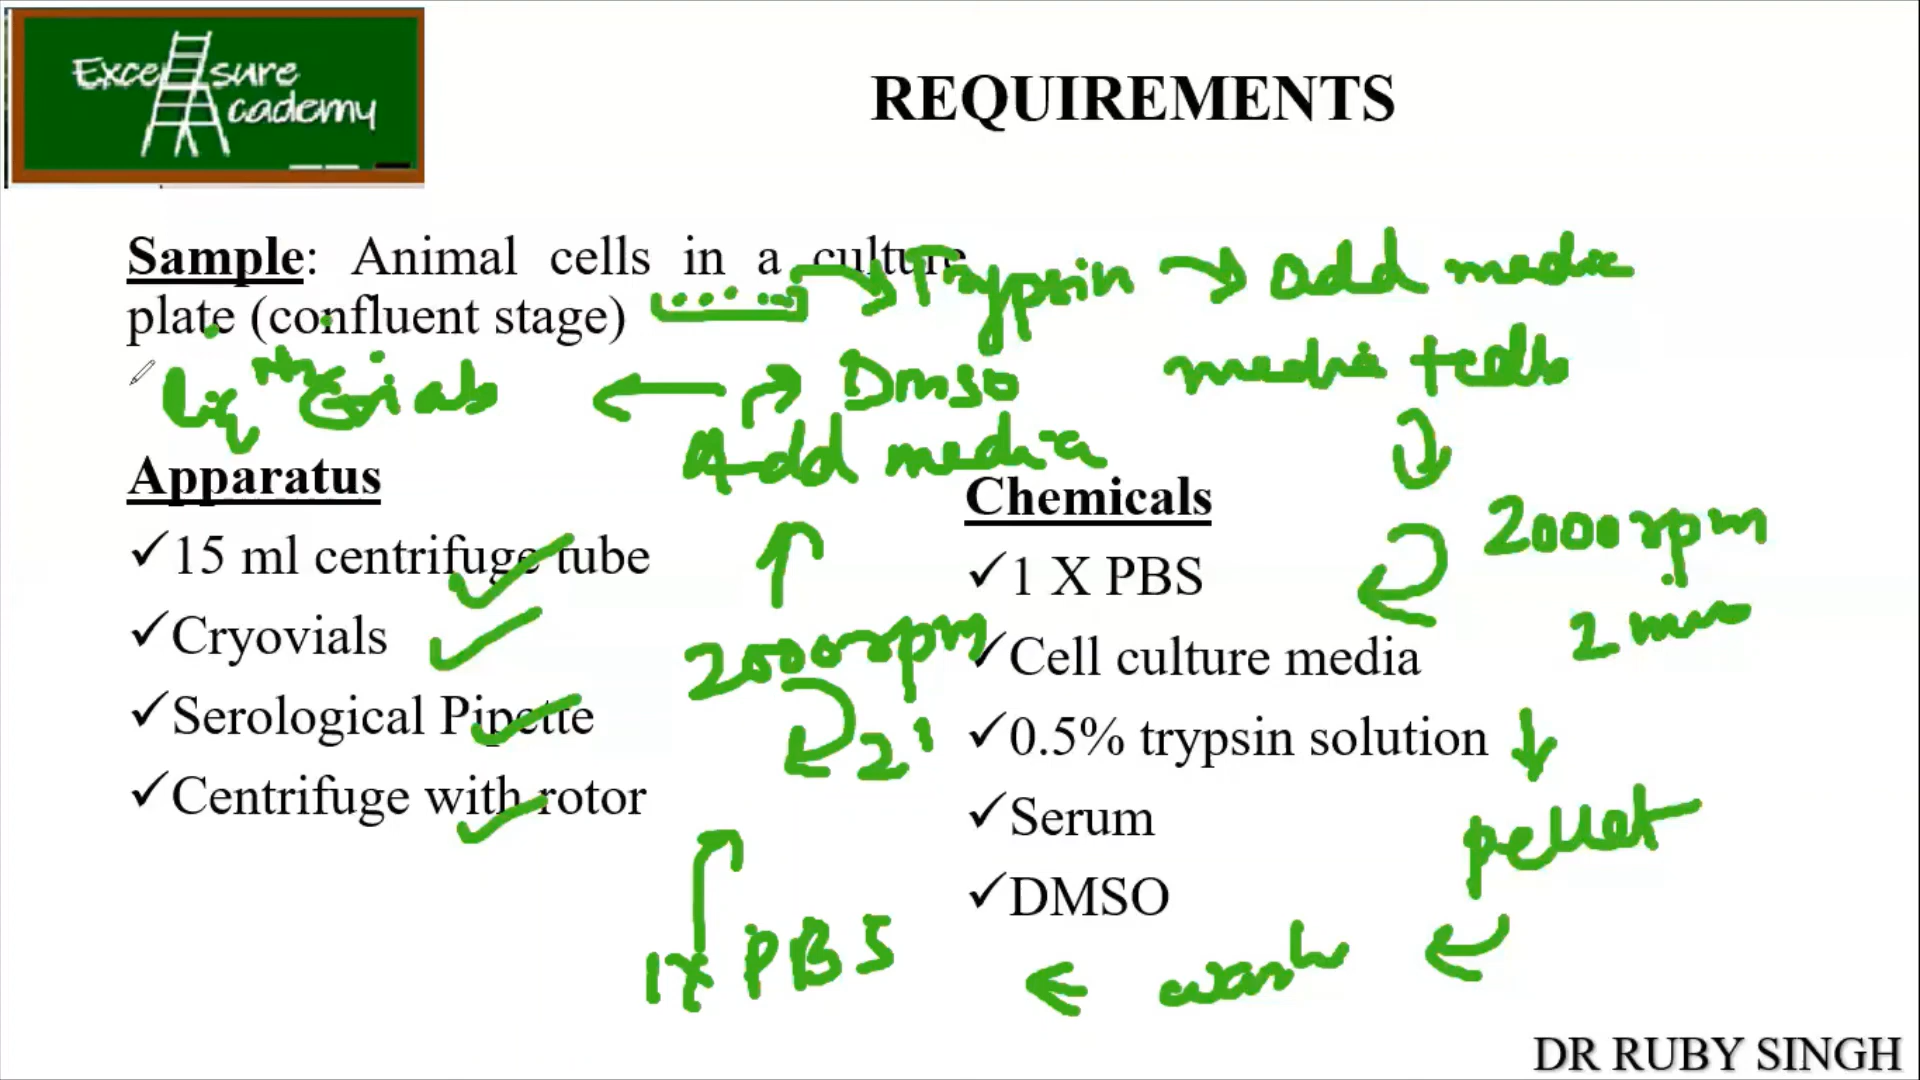 Excel sure
Academy
REQUIREMENTS
Sample: Animal cells in a culture
plate (confluent stage)
Trypsin → add media
media + cells
DMSO
liq
Add media
Apparatus
✓15 ml centrifuge tube
✓Cryovials
✓Serological Pipette
✓Centrifuge with rotor
Chemicals
✓1 X PBS
✓Cell culture media
✓0.5% trypsin solution
✓Serum
✓DMSO
2000 rpm
2 mins
2000 rpm
2'
pellet
wash
1X PBS
DR RUBY SINGH